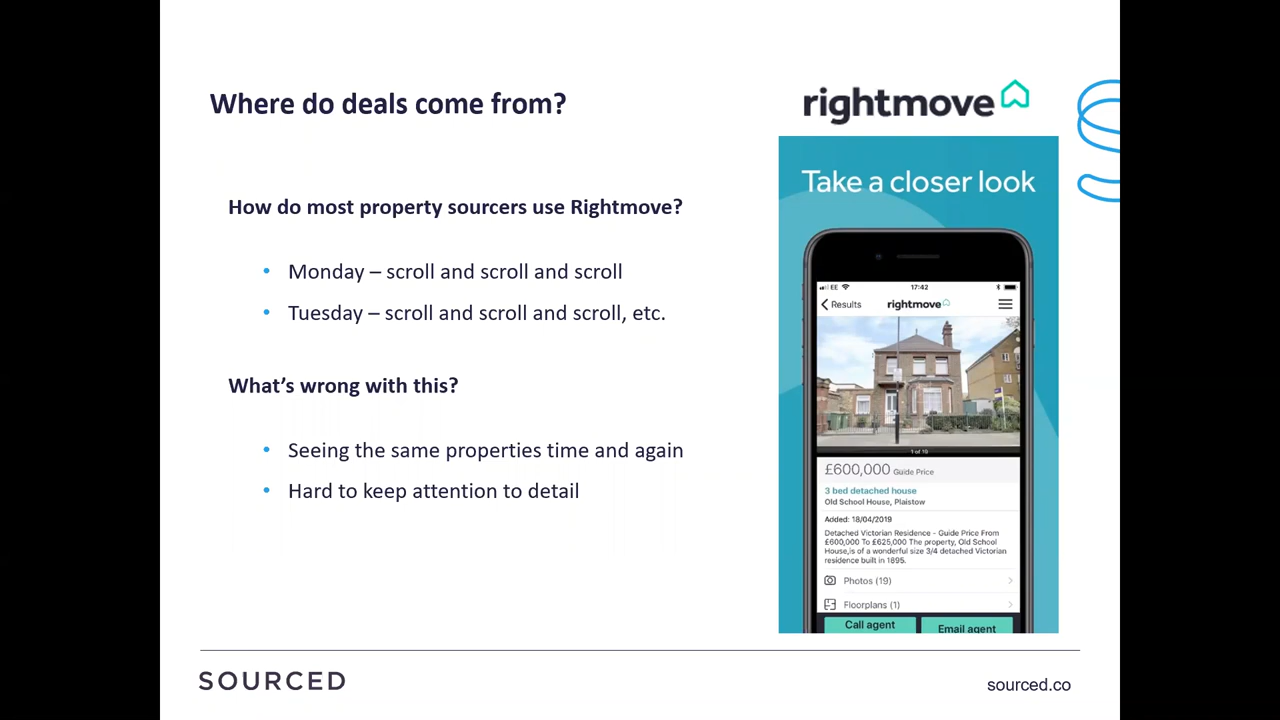 Where do deals come from?
rightmove
How do most property sourcers use Rightmove?
• Monday – scroll and scroll and scroll
• Tuesday – scroll and scroll and scroll, etc.
What's wrong with this?
• Seeing the same properties time and again
• Hard to keep attention to detail
Take a closer look
EE 17:42
Results rightmove
1 of 19
£600,000 Guide Price
3 bed detached house
Old School House, Plaistow
Added: 18/04/2019
Detached Victorian Residence - Guide Price From
£600,000 To £625,000 The property, Old School
House,is of a wonderful size 3/4 detached Victorian
residence built in 1895.
Photos (19)
Floorplans (1)
Call agent Email agent
SOURCED
sourced.co